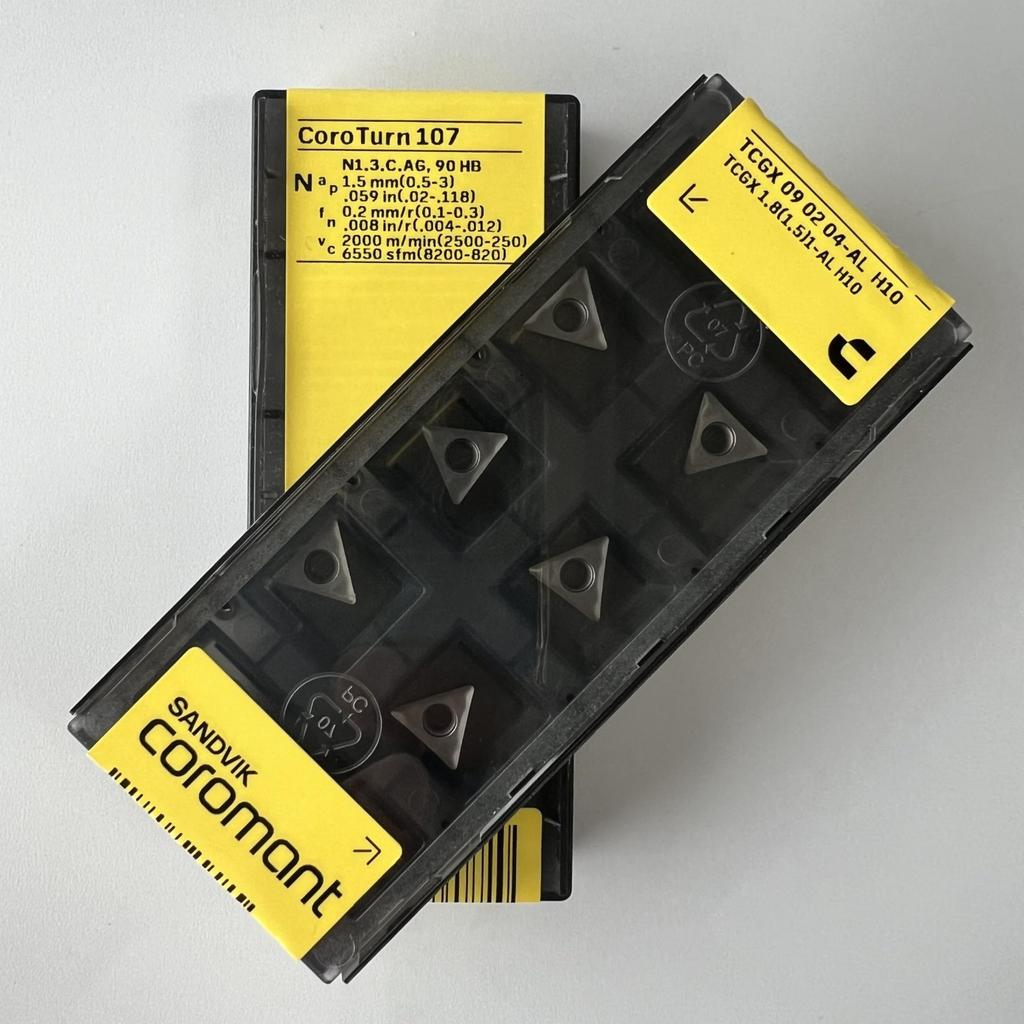 CoroTurn 107
N1.3.C.AG, 90 HB
N ap 1.5 mm(0.5-3)
.059 in(.02-.118)
fn 0.2 mm/r(0.1-0.3)
.008 in/r(.004-.012)
vc 2000 m/min(2500-250)
6550 sfm(8200-820)
TCGX 09 02 04-AL H10
TCGX 1.8(1.5)1-AL H10
07
PC
PC
07
SANDVIK
coromant